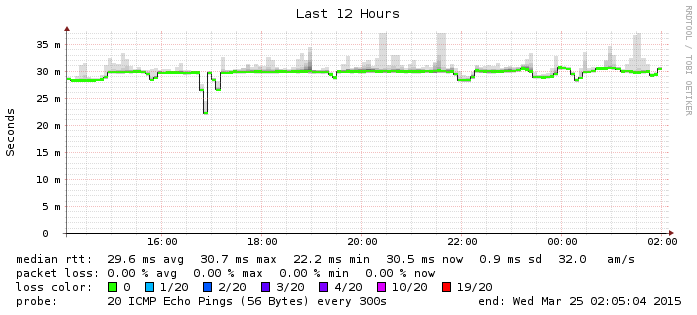 Last 12 Hours
RRDTOOL / TOBI OETIKER
Seconds
35 m
30 m
25 m
20 m
15 m
10 m
5 m
0
16:00 18:00 20:00 22:00 00:00 02:00
median rtt: 29.6 ms avg 30.7 ms max 22.2 ms min 30.5 ms now 0.9 ms sd 32.0 am/s
packet loss: 0.00 % avg 0.00 % max 0.00 % min 0.00 % now
loss color: 0 1/20 2/20 3/20 4/20 10/20 19/20
probe: 20 ICMP Echo Pings (56 Bytes) every 300s end: Wed Mar 25 02:05:04 2015